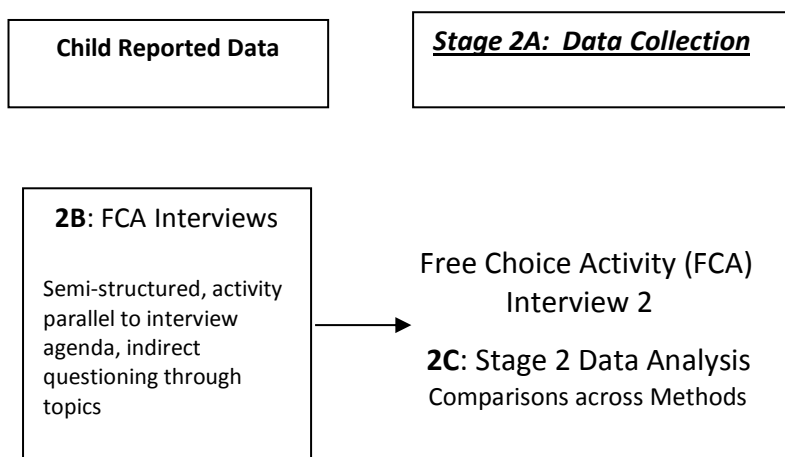 Child Reported Data
Stage 2A: Data Collection
2B: FCA Interviews
Semi-structured, activity
parallel to interview
agenda, indirect
questioning through
topics
Free Choice Activity (FCA)
Interview 2
2C: Stage 2 Data Analysis
Comparisons across Methods